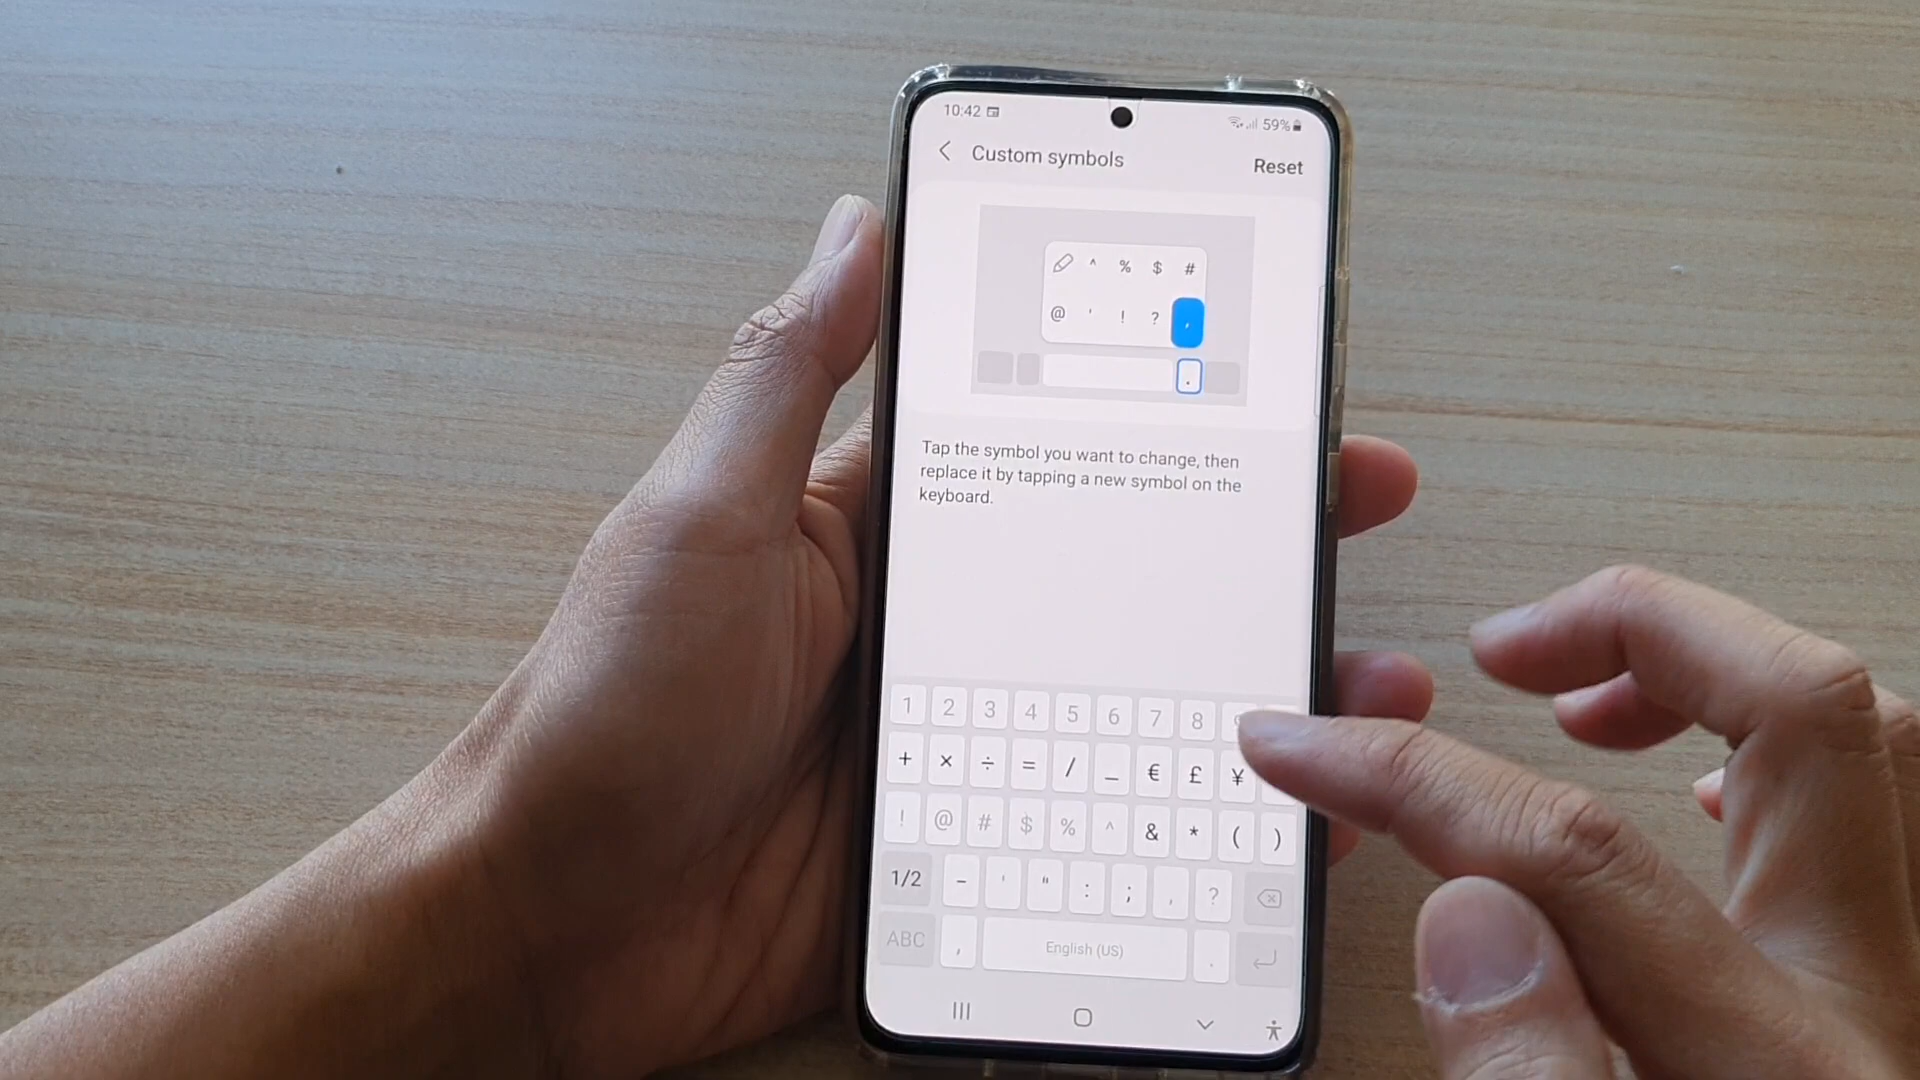 10:42 59%
Custom symbols Reset
^ % $ #
@ ' ! ? ,
.
Tap the symbol you want to change, then
replace it by tapping a new symbol on the
keyboard.
1 2 3 4 5 6 7 8
+ × ÷ = / _ € £ ¥
! @ # $ % ^ & * ( )
1/2 - ' " : ; , ?
ABC , English (US) .